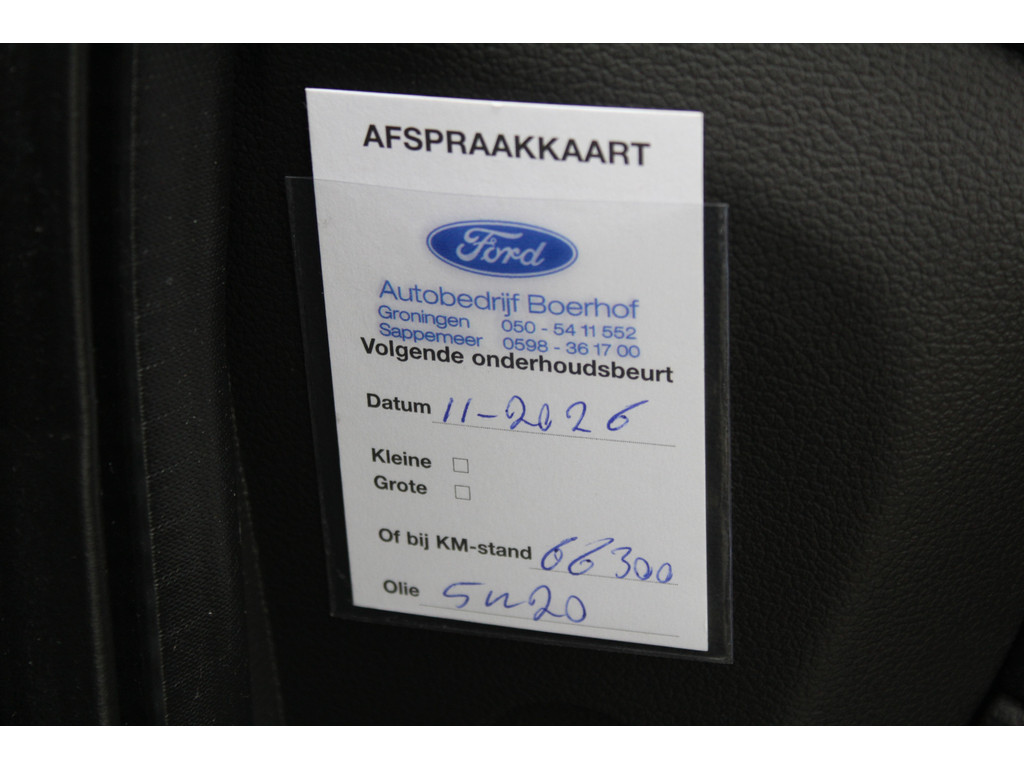 AFSPRAAKKAART
Ford
Autobedrijf Boerhof
Groningen 050 - 54 11 552
Sappemeer 0598 - 36 17 00
Volgende onderhoudsbeurt
Datum 11-2026
Kleine
Grote
Of bij KM-stand 66300
Olie 5W20